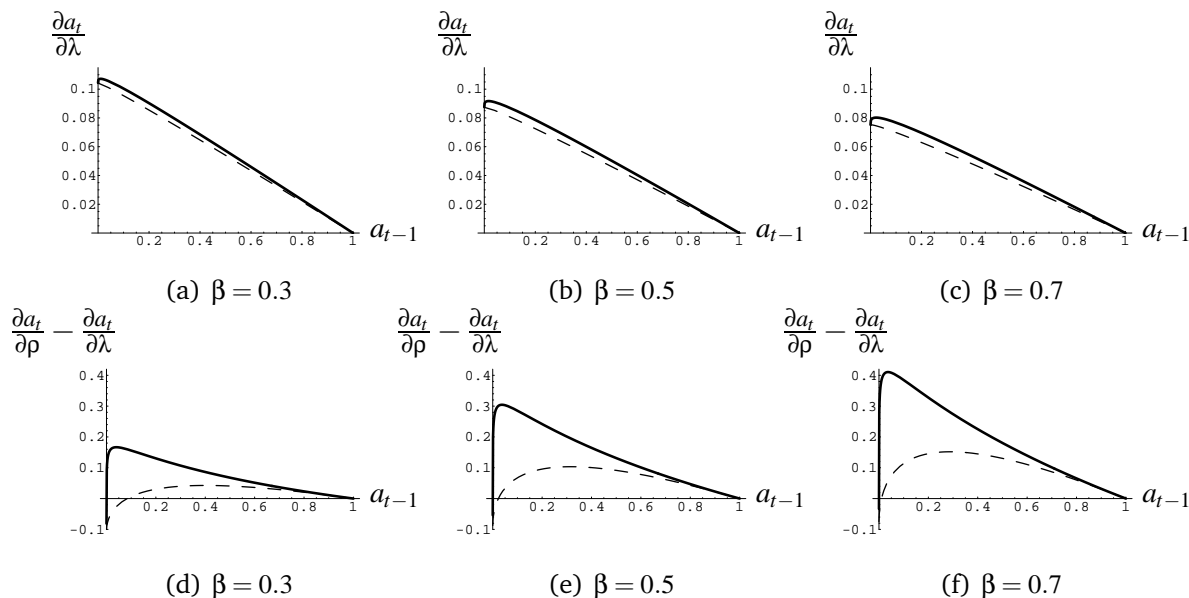 ∂a_t/∂λ ∂a_t/∂λ ∂a_t/∂λ
0.1 0.1 0.1
0.08 0.08 0.08
0.06 0.06 0.06
0.04 0.04 0.04
0.02 0.02 0.02
0.2 0.4 0.6 0.8 1 a_{t−1} 0.2 0.4 0.6 0.8 1 a_{t−1} 0.2 0.4 0.6 0.8 1 a_{t−1}
(a) β = 0.3 (b) β = 0.5 (c) β = 0.7
∂a_t/∂ρ − ∂a_t/∂λ ∂a_t/∂ρ − ∂a_t/∂λ ∂a_t/∂ρ − ∂a_t/∂λ
0.4 0.4 0.4
0.3 0.3 0.3
0.2 0.2 0.2
0.1 0.1 0.1
0.2 0.4 0.6 0.8 1 a_{t−1} 0.2 0.4 0.6 0.8 1 a_{t−1} 0.2 0.4 0.6 0.8 1 a_{t−1}
-0.1 -0.1 -0.1
(d) β = 0.3 (e) β = 0.5 (f) β = 0.7